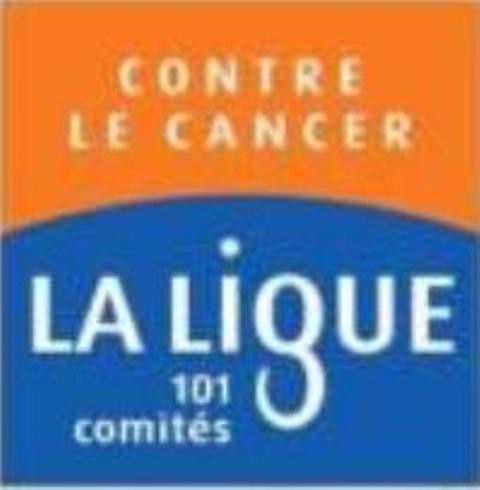 CONTRE
LE CANCER
LA LiGUE
101
comités